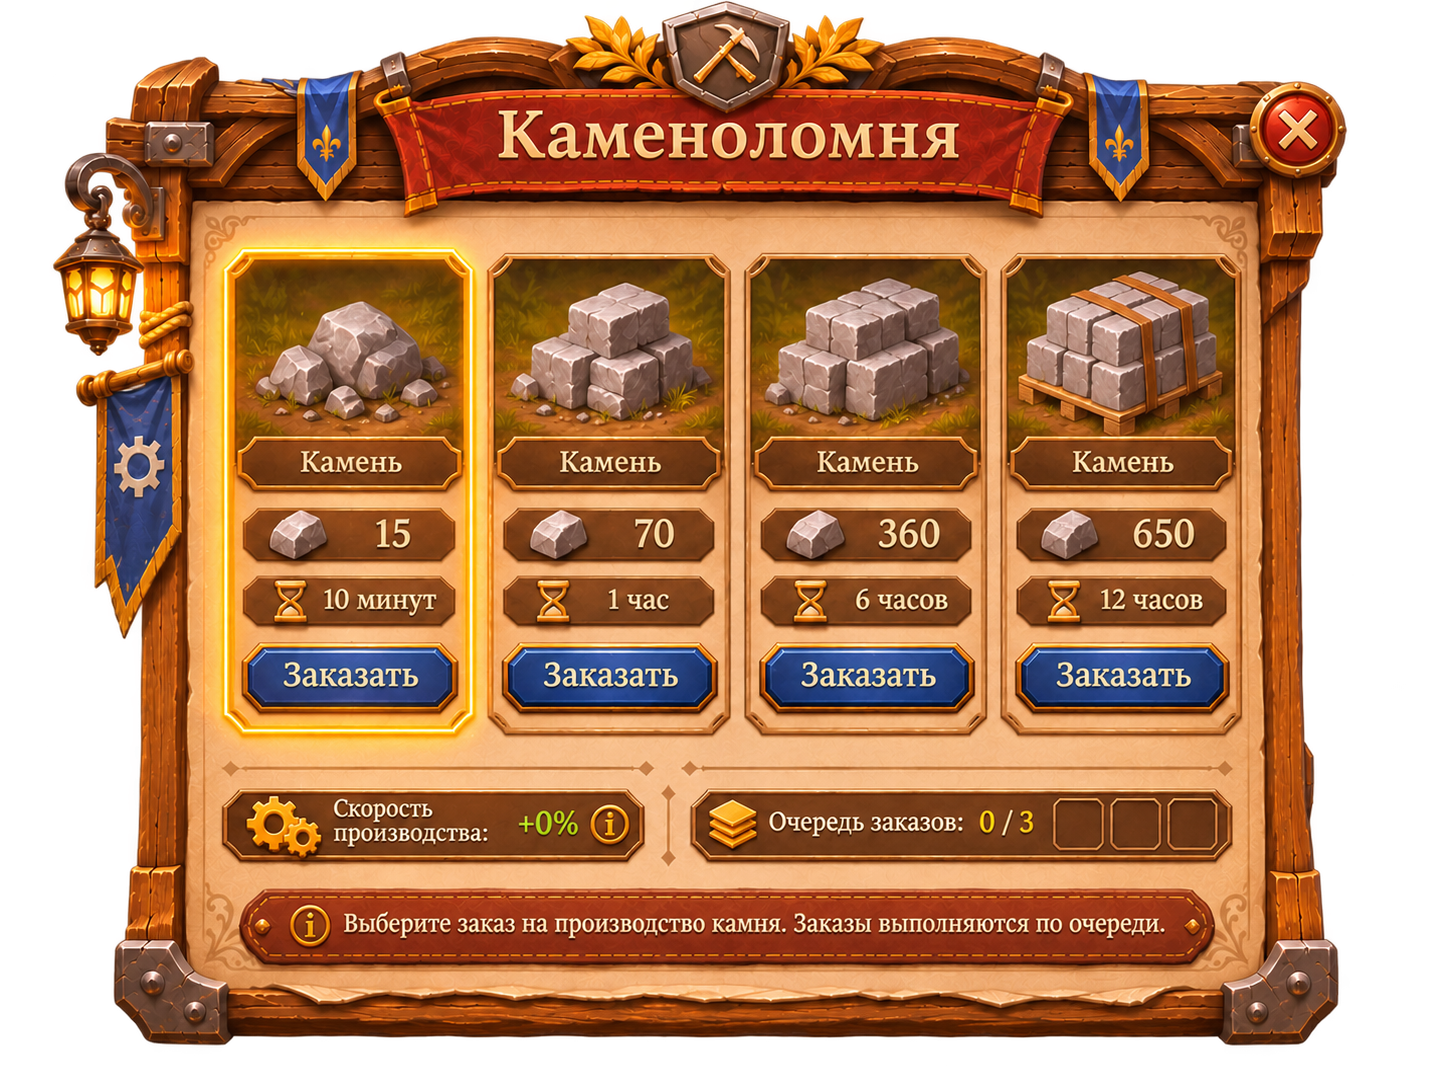 Каменоломня
Камень
15
10 минут
Заказать
Камень
70
1 час
Заказать
Камень
360
6 часов
Заказать
Камень
650
12 часов
Заказать
Скорость
производства:
+0%
Очередь заказов: 0 / 3
Выберите заказ на производство камня. Заказы выполняются по очереди.